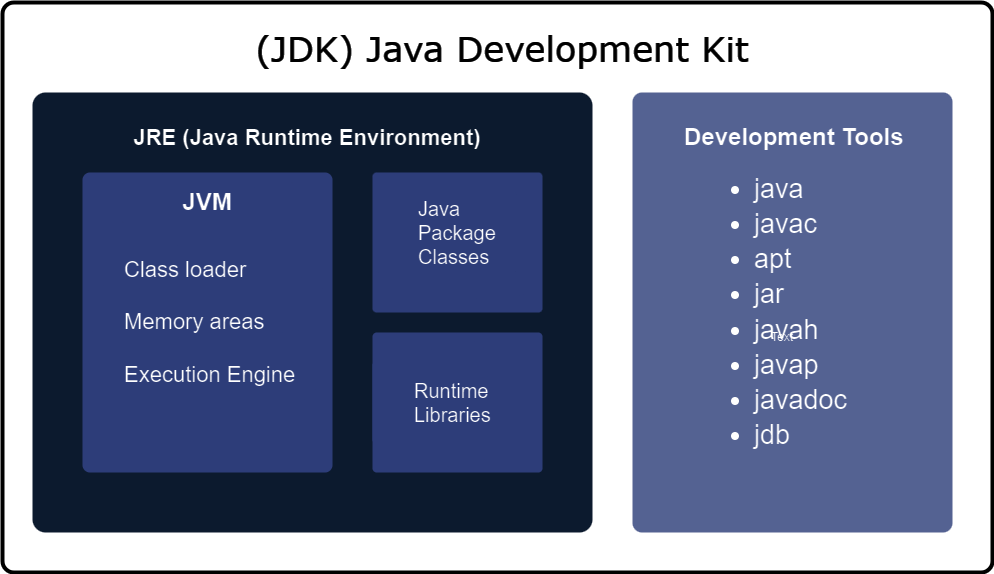 (JDK) Java Development Kit
JRE (Java Runtime Environment)
JVM
Class loader
Memory areas
Execution Engine
Java
Package
Classes
Runtime
Libraries
Development Tools
• java
• javac
• apt
• jar
• javah
Text
• javap
• javadoc
• jdb